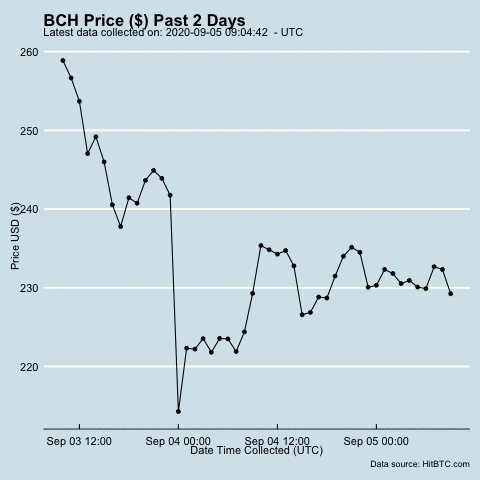 BCH Price ($) Past 2 Days
Latest data collected on: 2020-09-05 09:04:42 - UTC
260
250
240
230
220
Price USD ($)
Sep 03 12:00
Sep 04 00:00
Sep 04 12:00
Sep 05 00:00
Date Time Collected (UTC)
Data source: HitBTC.com